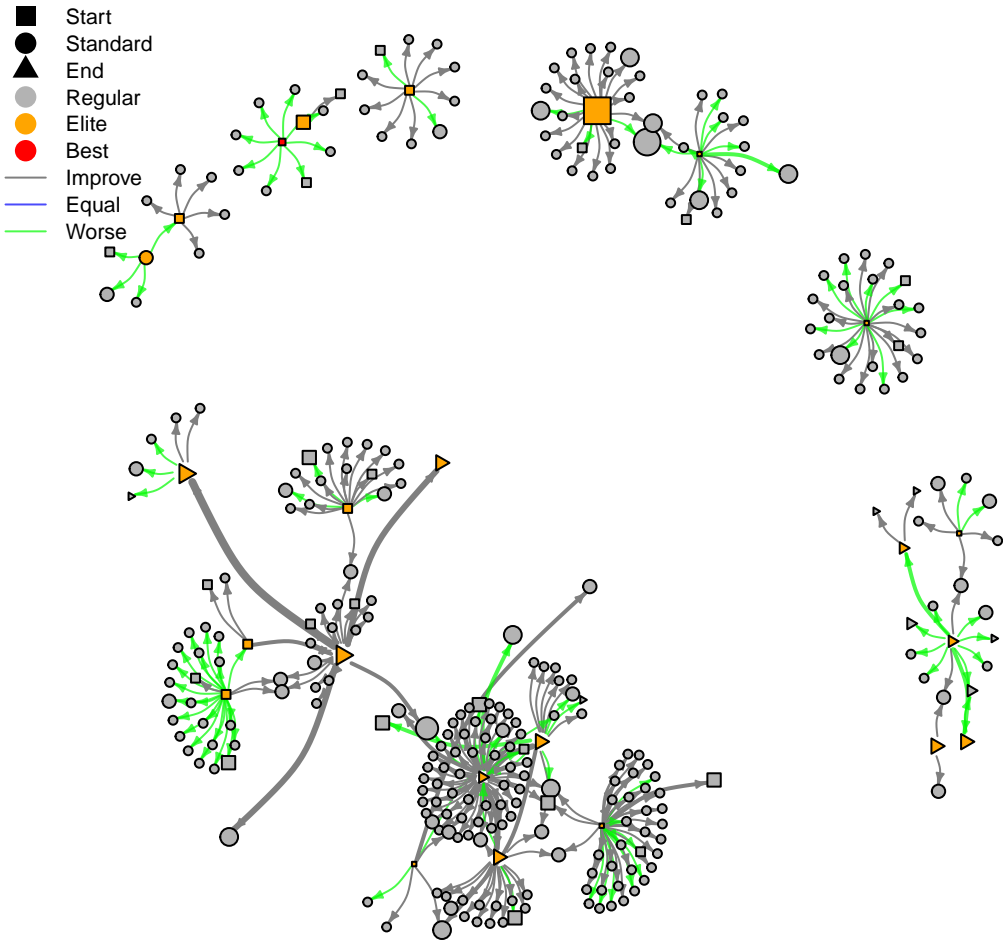 Start
Standard
End
Regular
Elite
Best
Improve
Equal
Worse